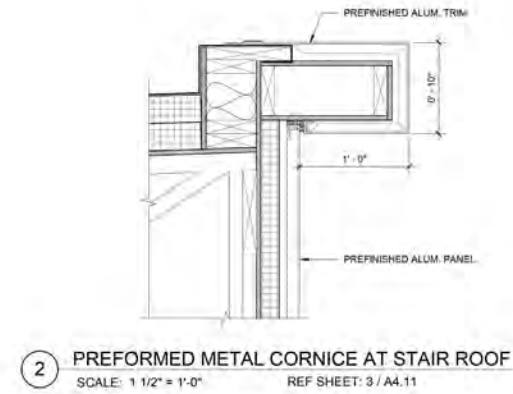 PREFINISHED ALUM. TRIM
0' - 10"
1' - 0"
PREFINISHED ALUM. PANEL
2 PREFORMED METAL CORNICE AT STAIR ROOF
SCALE: 1 1/2" = 1'-0" REF SHEET: 3 / A4.11